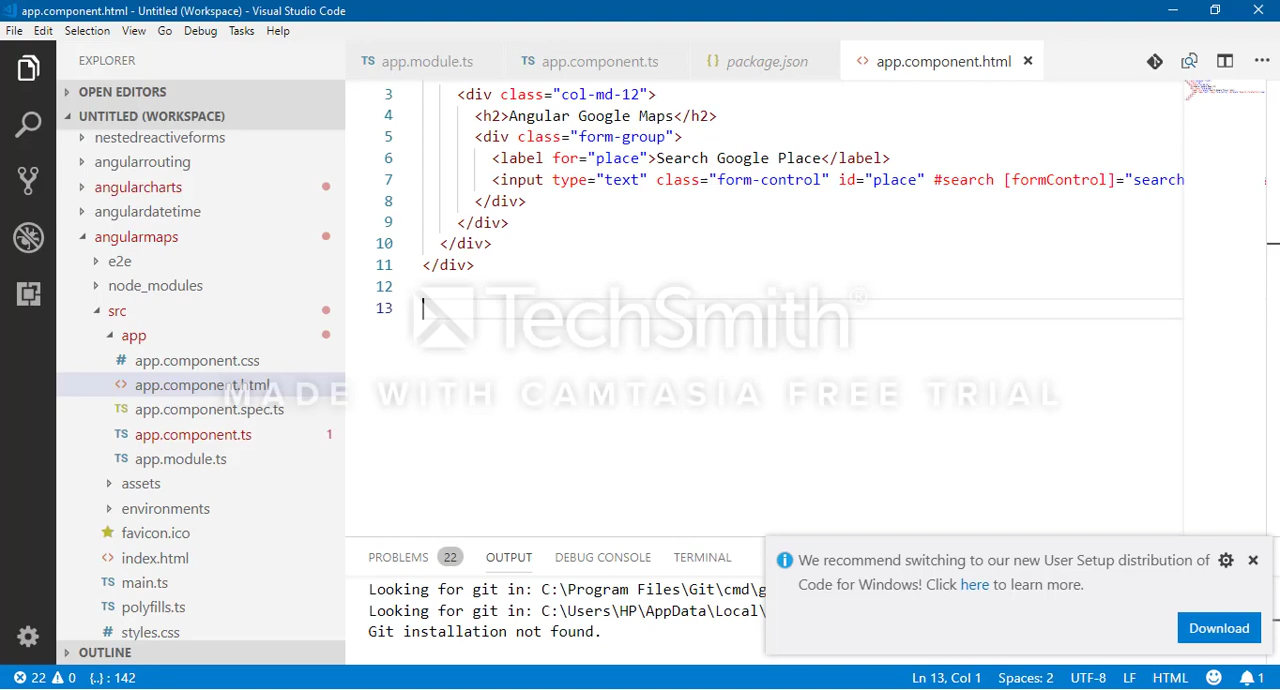 app.component.html - Untitled (Workspace) - Visual Studio Code
File Edit Selection View Go Debug Tasks Help
EXPLORER
OPEN EDITORS
UNTITLED (WORKSPACE)
nestedreactiveforms
angularrouting
angularcharts
angulardatetime
angularmaps
e2e
node_modules
src
app
# app.component.css
<> app.component.html
TS app.component.spec.ts
TS app.component.ts 1
TS app.module.ts
assets
environments
favicon.ico
<> index.html
TS main.ts
TS polyfills.ts
# styles.css
OUTLINE
TS app.module.ts TS app.component.ts {} package.json <> app.component.html
3 <div class="col-md-12">
4 <h2>Angular Google Maps</h2>
5 <div class="form-group">
6 <label for="place">Search Google Place</label>
7 <input type="text" class="form-control" id="place" #search [formControl]="search
8 </div>
9 </div>
10 </div>
11 </div>
12
13
TechSmith®
MADE WITH CAMTASIA FREE TRIAL
PROBLEMS 22 OUTPUT DEBUG CONSOLE TERMINAL
Looking for git in: C:\Program Files\Git\cmd\g
Looking for git in: C:\Users\HP\AppData\Local\
Git installation not found.
We recommend switching to our new User Setup distribution of
Code for Windows! Click here to learn more.
Download
22 0 {..} : 142 Ln 13, Col 1 Spaces: 2 UTF-8 LF HTML 1